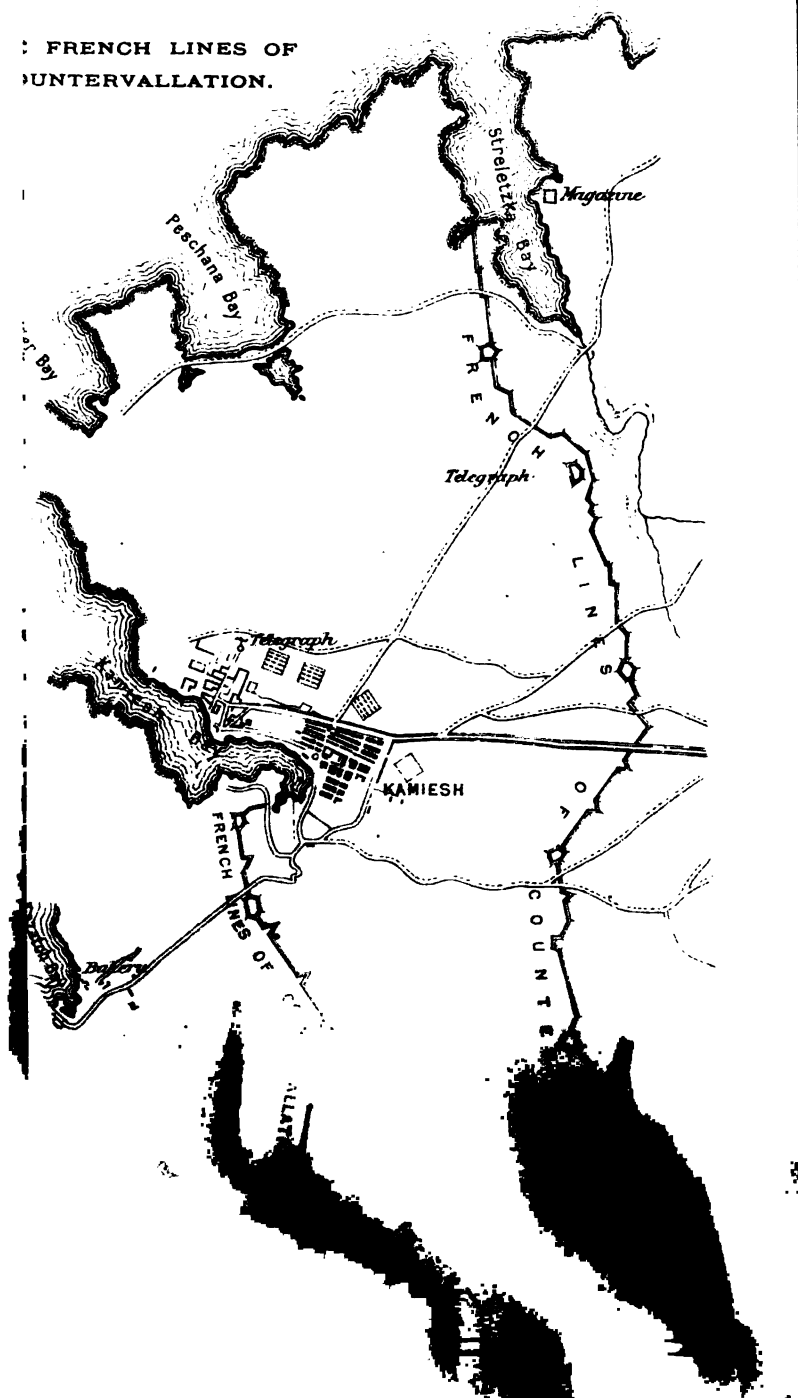 FRENCH LINES OF
OUNTERVALLATION.
Streletzka Bay
Magazine
Peschana Bay
Bay
FRENCH LINES OF COUNTE
Telegraph
Telegraph
KAMIESH
FRENCH LINES OF
Battery